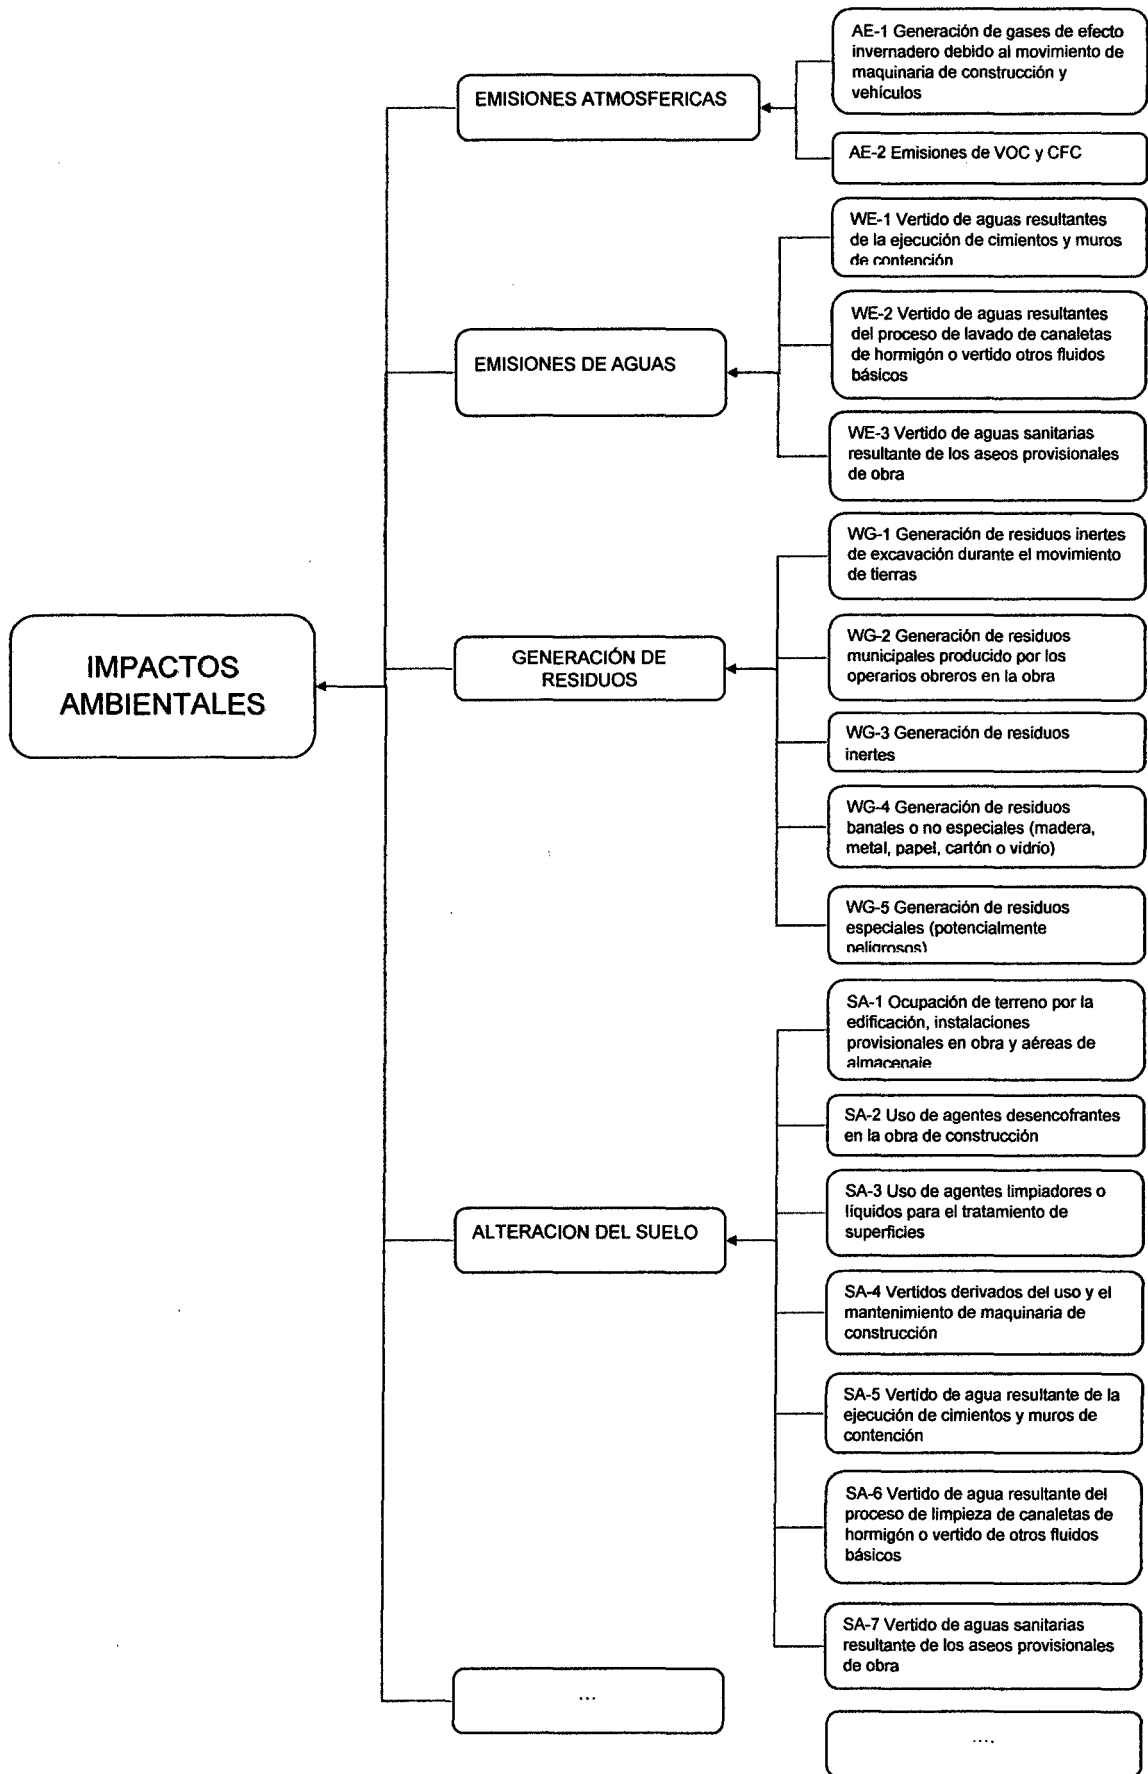 IMPACTOS
AMBIENTALES
EMISIONES ATMOSFERICAS
AE-1 Generación de gases de efecto
invernadero debido al movimiento de
maquinaria de construcción y
vehículos
AE-2 Emisiones de VOC y CFC
EMISIONES DE AGUAS
WE-1 Vertido de aguas resultantes
de la ejecución de cimientos y muros
de contención
WE-2 Vertido de aguas resultantes
del proceso de lavado de canaletas
de hormigón o vertido otros fluidos
básicos
WE-3 Vertido de aguas sanitarias
resultante de los aseos provisionales
de obra
GENERACIÓN DE
RESIDUOS
WG-1 Generación de residuos inertes
de excavación durante el movimiento
de tierras
WG-2 Generación de residuos
municipales producido por los
operarios obreros en la obra
WG-3 Generación de residuos
inertes
WG-4 Generación de residuos
banales o no especiales (madera,
metal, papel, cartón o vidrio)
WG-5 Generación de residuos
especiales (potencialmente
peligrosos)
ALTERACION DEL SUELO
SA-1 Ocupación de terreno por la
edificación, instalaciones
provisionales en obra y aéreas de
almacenaje
SA-2 Uso de agentes desencofrantes
en la obra de construcción
SA-3 Uso de agentes limpiadores o
líquidos para el tratamiento de
superficies
SA-4 Vertidos derivados del uso y el
mantenimiento de maquinaria de
construcción
SA-5 Vertido de agua resultante de la
ejecución de cimientos y muros de
contención
SA-6 Vertido de agua resultante del
proceso de limpieza de canaletas de
hormigón o vertido de otros fluidos
básicos
SA-7 Vertido de aguas sanitarias
resultante de los aseos provisionales
de obra
...
....